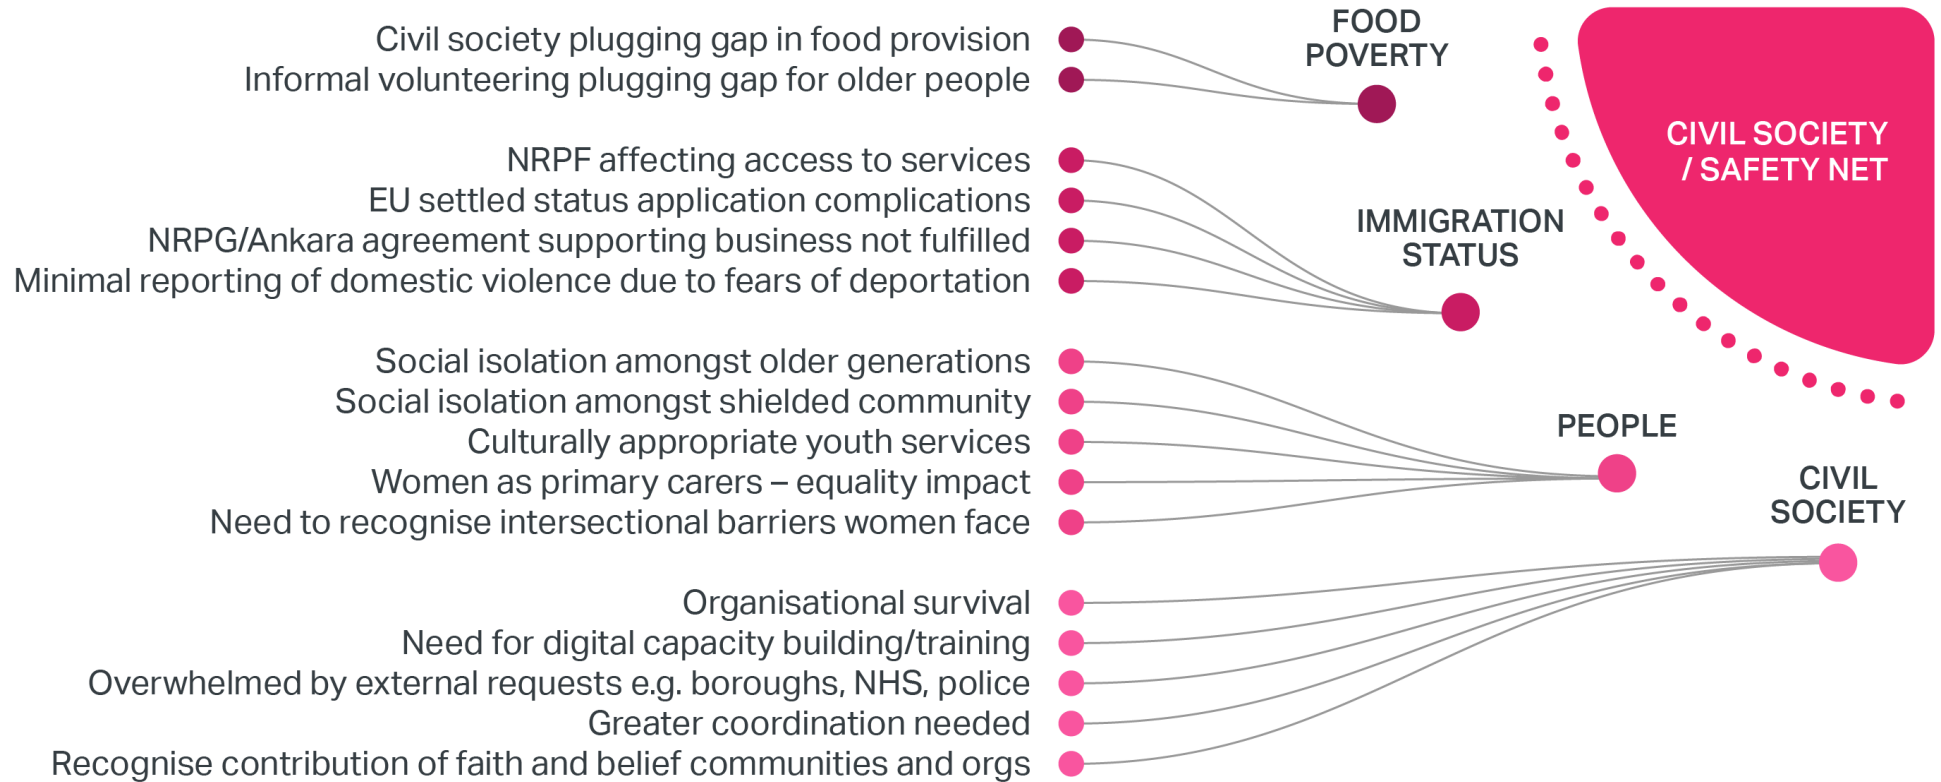 Civil society plugging gap in food provision
Informal volunteering plugging gap for older people
FOOD
POVERTY
NRPF affecting access to services
EU settled status application complications
NRPG/Ankara agreement supporting business not fulfilled
Minimal reporting of domestic violence due to fears of deportation
IMMIGRATION
STATUS
Social isolation amongst older generations
Social isolation amongst shielded community
Culturally appropriate youth services
Women as primary carers – equality impact
Need to recognise intersectional barriers women face
PEOPLE
Organisational survival
Need for digital capacity building/training
Overwhelmed by external requests e.g. boroughs, NHS, police
Greater coordination needed
Recognise contribution of faith and belief communities and orgs
CIVIL
SOCIETY
CIVIL SOCIETY
/ SAFETY NET